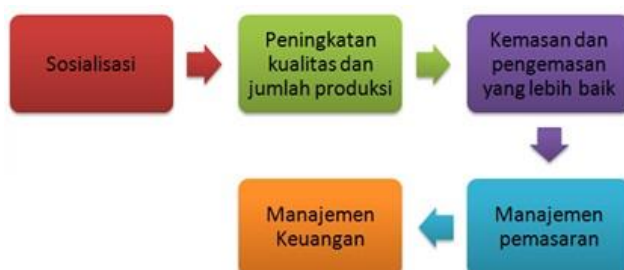 Sosialisasi
Peningkatan
kualitas dan
jumlah produksi
Kemasan dan
pengemasan
yang lebih baik
Manajemen
pemasaran
Manajemen
Keuangan